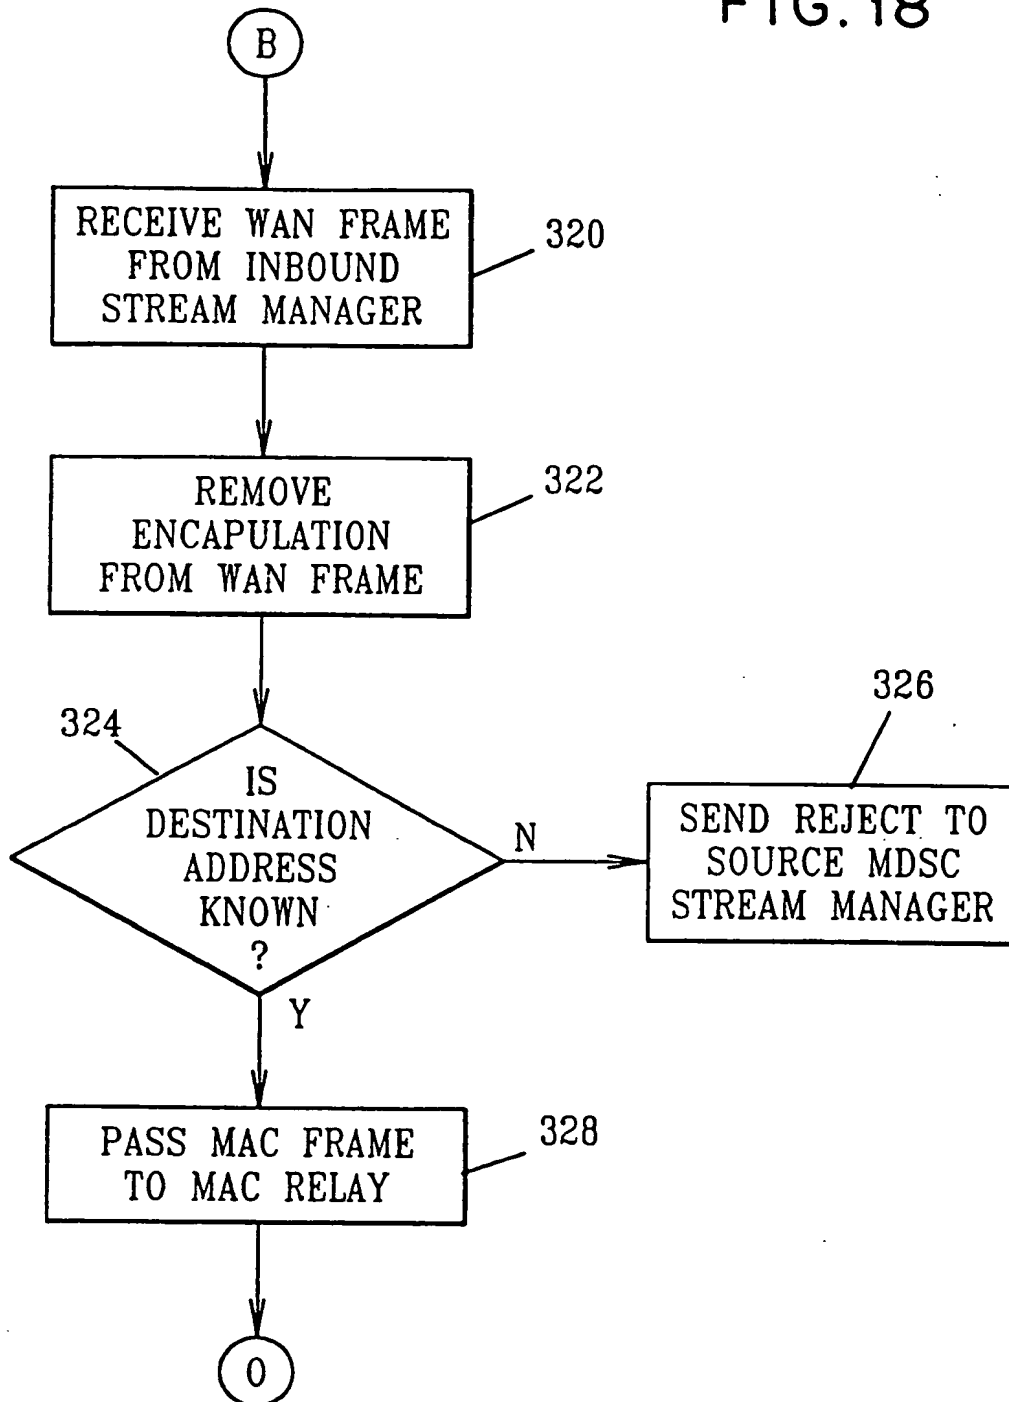 FIG. 18
B
RECEIVE WAN FRAME
FROM INBOUND
STREAM MANAGER
320
REMOVE
ENCAPULATION
FROM WAN FRAME
322
324
IS
DESTINATION
ADDRESS
KNOWN
?
N
326
SEND REJECT TO
SOURCE MDSC
STREAM MANAGER
Y
PASS MAC FRAME
TO MAC RELAY
328
O